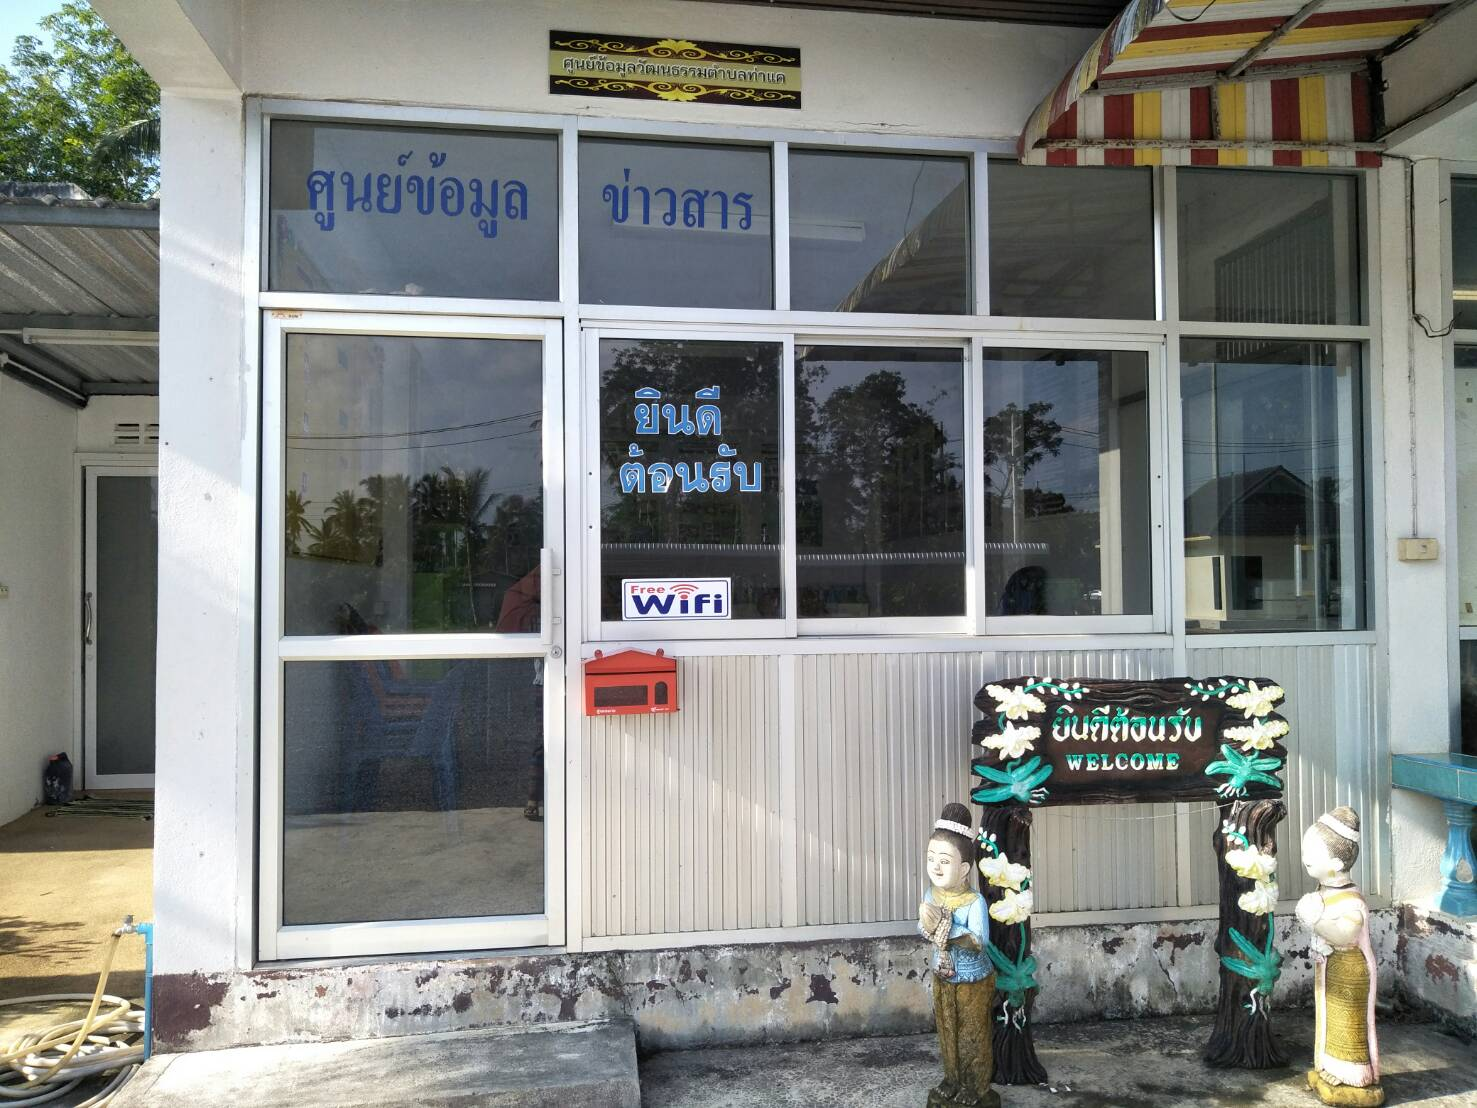 ศูนย์ข้อมูลวัฒนธรรมตำบลท่าแค
ศูนย์ข้อมูล ข่าวสาร
ยินดี
ต้อนรับ
Free
WiFi
ยินดีต้อนรับ
WELCOME